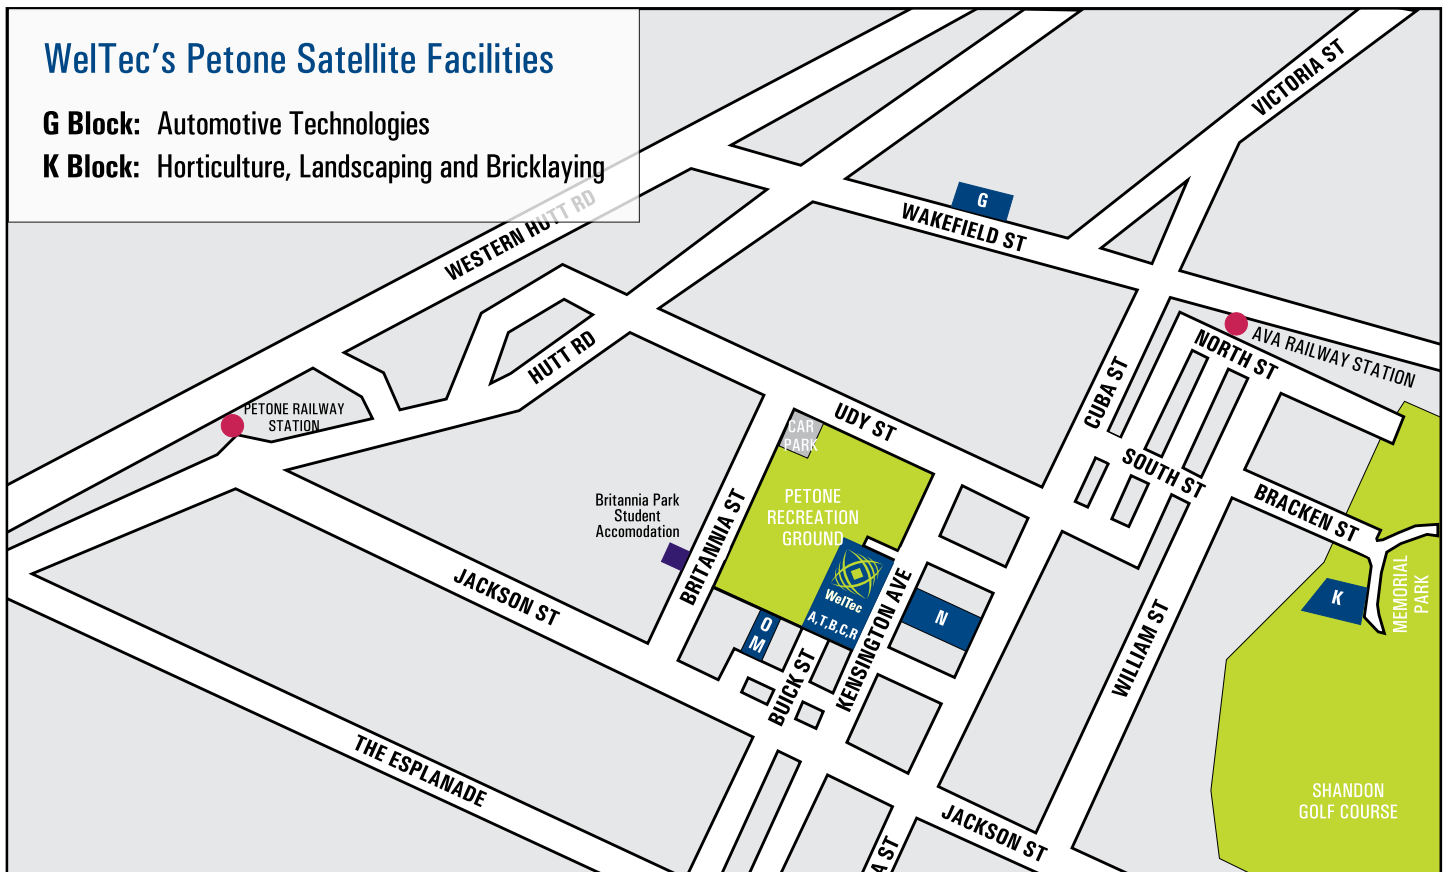 WelTec's Petone Satellite Facilities
G Block: Automotive Technologies
K Block: Horticulture, Landscaping and Bricklaying
VICTORIA ST
WESTERN HUTT RD
G
WAKEFIELD ST
AVA RAILWAY STATION
NORTH ST
HUTT RD
CUBA ST
PETONE RAILWAY
STATION
UDY ST
CAR
PARK
SOUTH ST
BRACKEN ST
Britannia Park
Student
Accomodation
BRITANNIA ST
PETONE
RECREATION
GROUND
JACKSON ST
WelTec
A,T,B,C,R
KENSINGTON AVE
N
O
M
K
MEMORIAL
PARK
BUICK ST
WILLIAM ST
THE ESPLANADE
SHANDON
GOLF COURSE
JACKSON ST
A ST